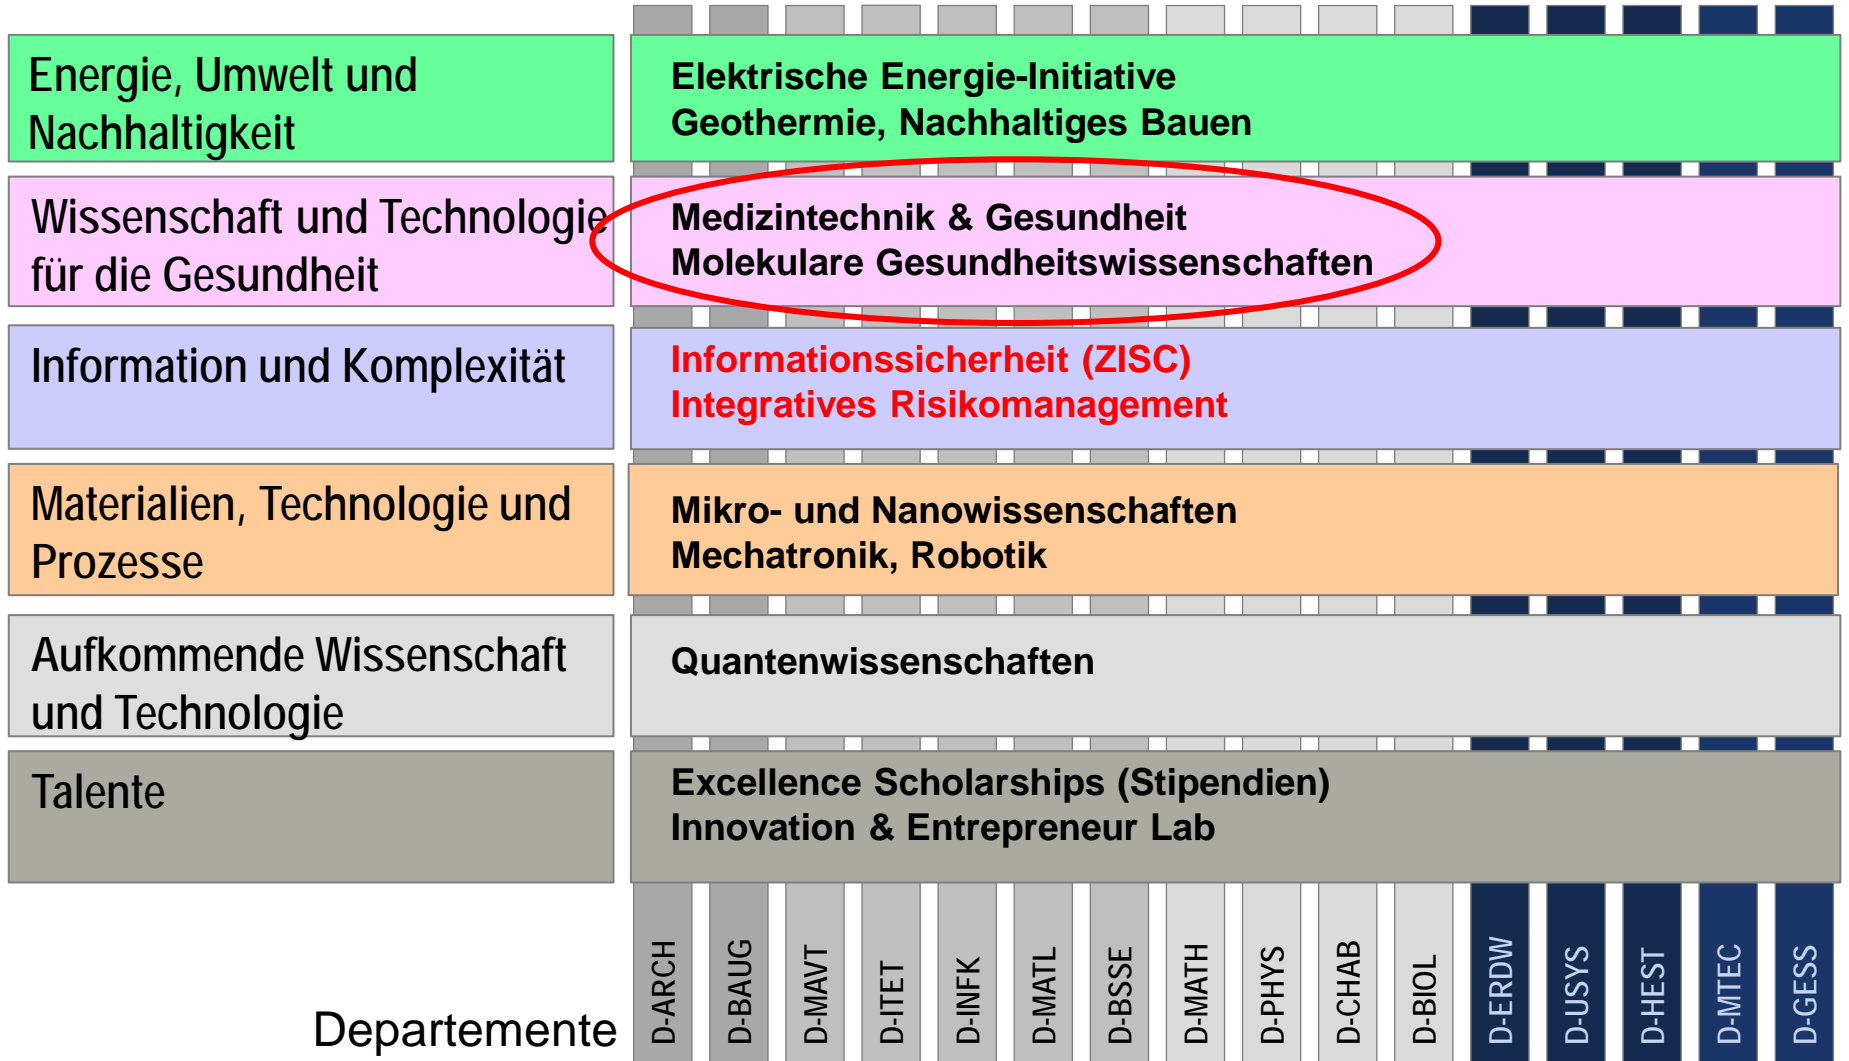 Energie, Umwelt und
Nachhaltigkeit
Elektrische Energie-Initiative
Geothermie, Nachhaltiges Bauen
Wissenschaft und Technologie
für die Gesundheit
Medizintechnik & Gesundheit
Molekulare Gesundheitswissenschaften
Information und Komplexität
Informationssicherheit (ZISC)
Integratives Risikomanagement
Materialien, Technologie und
Prozesse
Mikro- und Nanowissenschaften
Mechatronik, Robotik
Aufkommende Wissenschaft
und Technologie
Quantenwissenschaften
Talente
Excellence Scholarships (Stipendien)
Innovation & Entrepreneur Lab
Departemente
D-ARCH
D-BAUG
D-MAVT
D-ITET
D-INFK
D-MATL
D-BSSE
D-MATH
D-PHYS
D-CHAB
D-BIOL
D-ERDW
D-USYS
D-HEST
D-MTEC
D-GESS